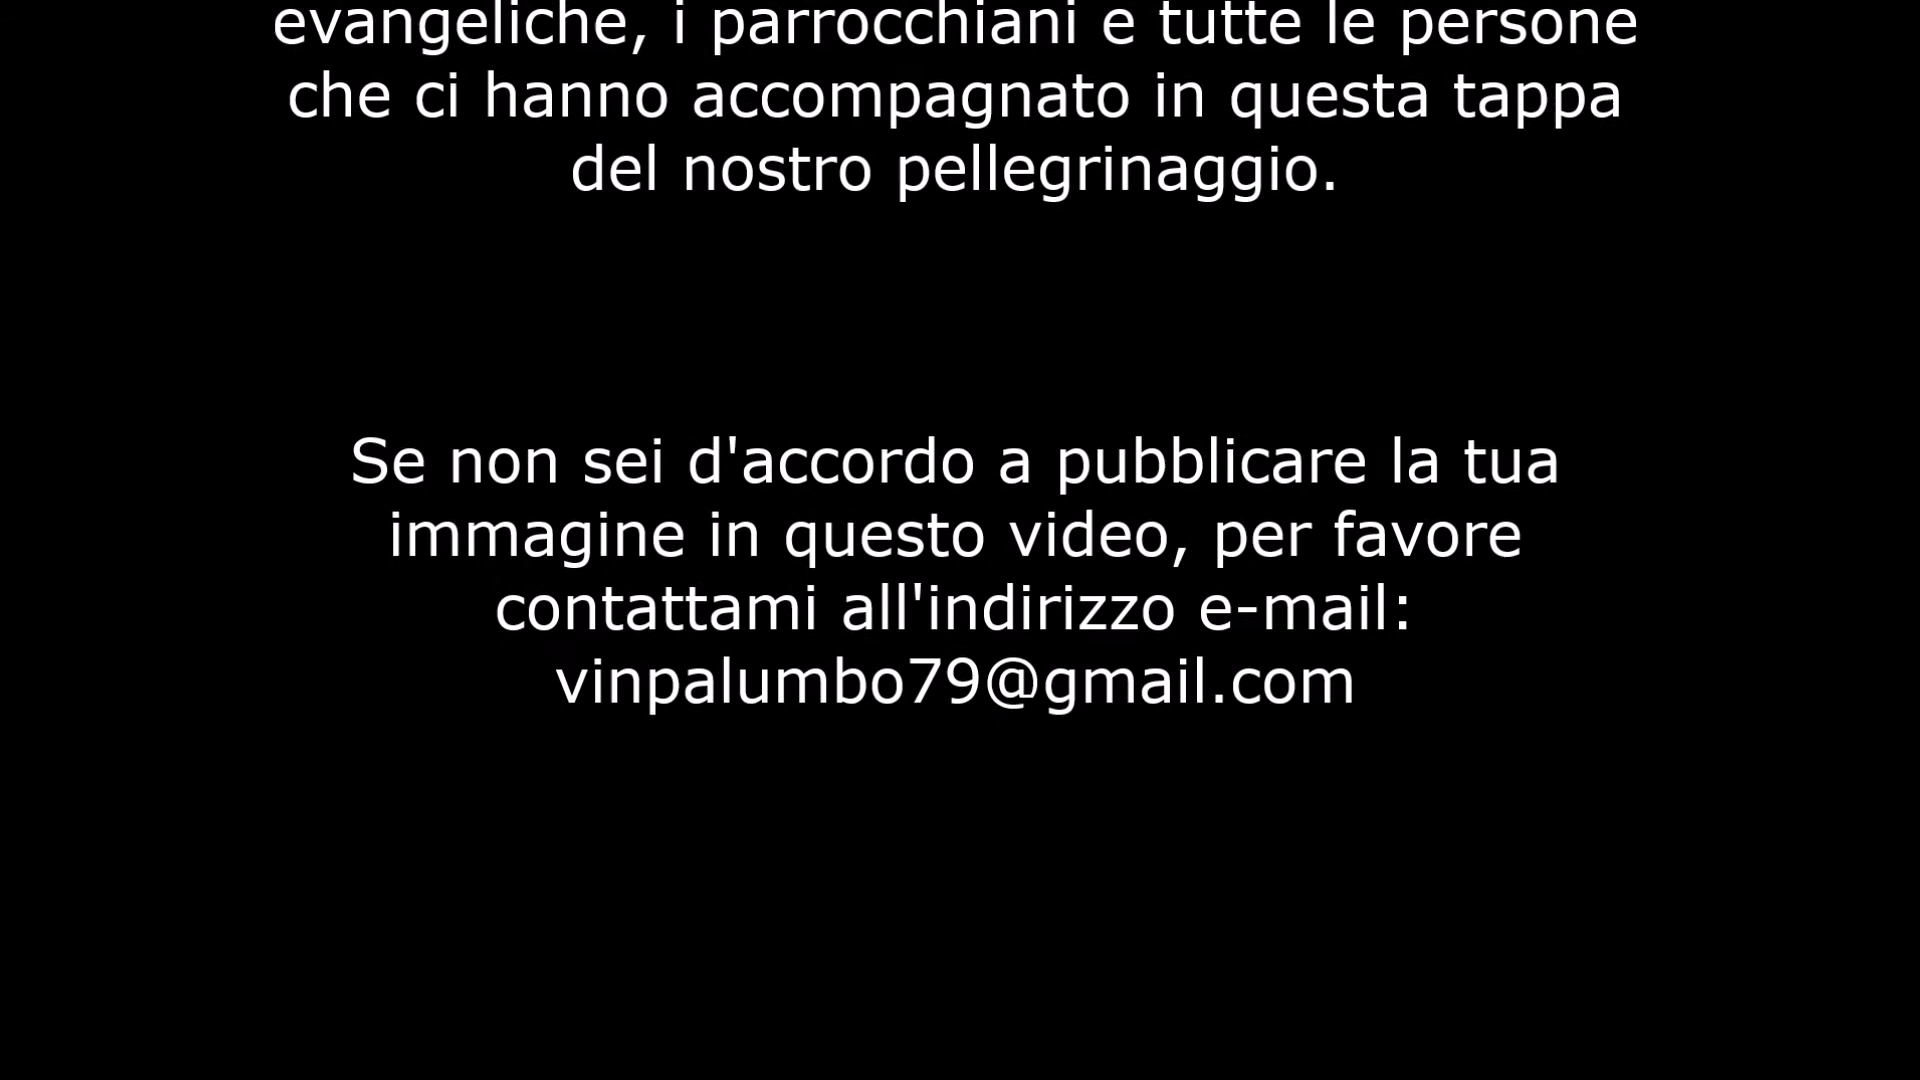 evangeliche, i parrocchiani e tutte le persone
che ci hanno accompagnato in questa tappa
del nostro pellegrinaggio.
Se non sei d'accordo a pubblicare la tua
immagine in questo video, per favore
contattami all'indirizzo e-mail:
vinpalumbo79@gmail.com